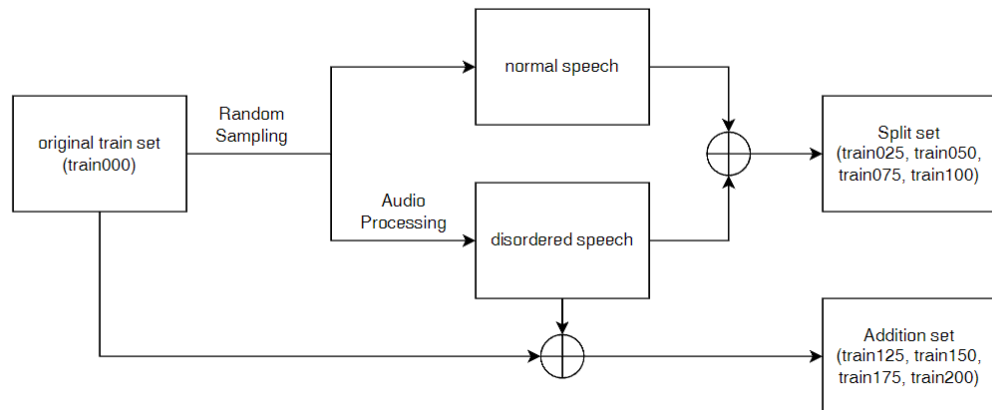 original train set
(train000)
Random
Sampling
normal speech
Audio
Processing
disordered speech
Split set
(train025, train050,
train075, train100)
Addition set
(train125, train150,
train175, train200)